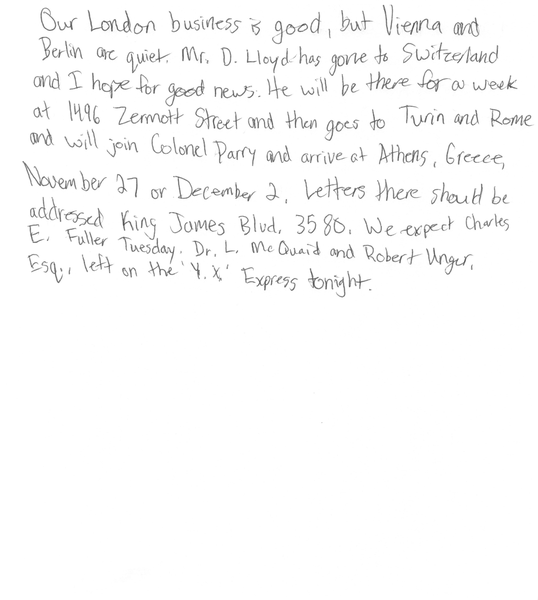 Our London business is good, but Vienna and
Berlin are quiet. Mr. D. Lloyd has gone to Switzerland
and I hope for good news. He will be there for a week
at 1496 Zermott Street and then goes to Turin and Rome
and will join Colonel Parry and arrive at Athens, Greece,
November 27 or December 2. Letters there should be
addressed King James Blvd. 3580. We expect Charles
E. Fuller Tuesday. Dr. L. McQuaid and Robert Unger,
Esq., left on the 'Y.X.' Express tonight.